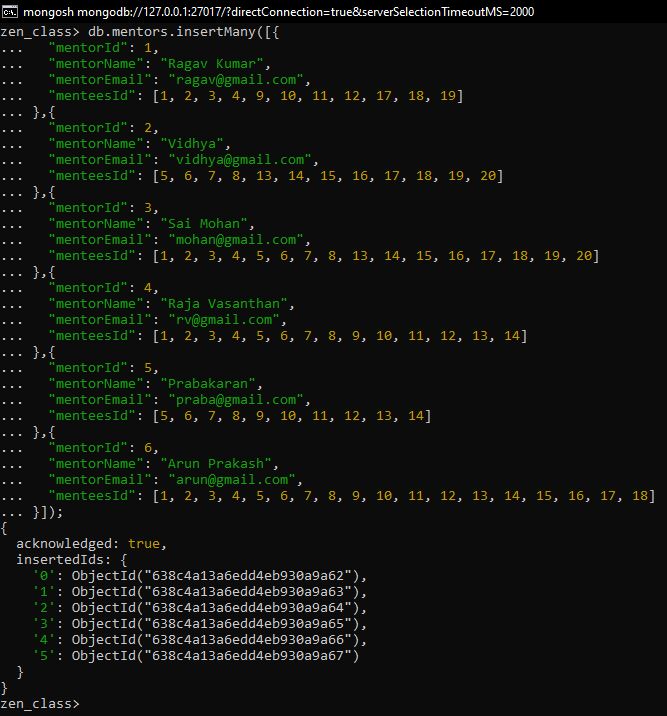 mongosh mongodb://127.0.0.1:27017/?directConnection=true&serverSelectionTimeoutMS=2000
zen_class> db.mentors.insertMany([{
...   "mentorId": 1,
...   "mentorName": "Ragav Kumar",
...   "mentorEmail": "ragav@gmail.com",
...   "menteesId": [1, 2, 3, 4, 9, 10, 11, 12, 17, 18, 19]
... },{
...   "mentorId": 2,
...   "mentorName": "Vidhya",
...   "mentorEmail": "vidhya@gmail.com",
...   "menteesId": [5, 6, 7, 8, 13, 14, 15, 16, 17, 18, 19, 20]
... },{
...   "mentorId": 3,
...   "mentorName": "Sai Mohan",
...   "mentorEmail": "mohan@gmail.com",
...   "menteesId": [1, 2, 3, 4, 5, 6, 7, 8, 13, 14, 15, 16, 17, 18, 19, 20]
... },{
...   "mentorId": 4,
...   "mentorName": "Raja Vasanthan",
...   "mentorEmail": "rv@gmail.com",
...   "menteesId": [1, 2, 3, 4, 5, 6, 7, 8, 9, 10, 11, 12, 13, 14]
... },{
...   "mentorId": 5,
...   "mentorName": "Prabakaran",
...   "mentorEmail": "praba@gmail.com",
...   "menteesId": [5, 6, 7, 8, 9, 10, 11, 12, 13, 14]
... },{
...   "mentorId": 6,
...   "mentorName": "Arun Prakash",
...   "mentorEmail": "arun@gmail.com",
...   "menteesId": [1, 2, 3, 4, 5, 6, 7, 8, 9, 10, 11, 12, 13, 14, 15, 16, 17, 18]
... }]);
{
  acknowledged: true,
  insertedIds: {
    '0': ObjectId("638c4a13a6edd4eb930a9a62"),
    '1': ObjectId("638c4a13a6edd4eb930a9a63"),
    '2': ObjectId("638c4a13a6edd4eb930a9a64"),
    '3': ObjectId("638c4a13a6edd4eb930a9a65"),
    '4': ObjectId("638c4a13a6edd4eb930a9a66"),
    '5': ObjectId("638c4a13a6edd4eb930a9a67")
  }
}
zen_class>